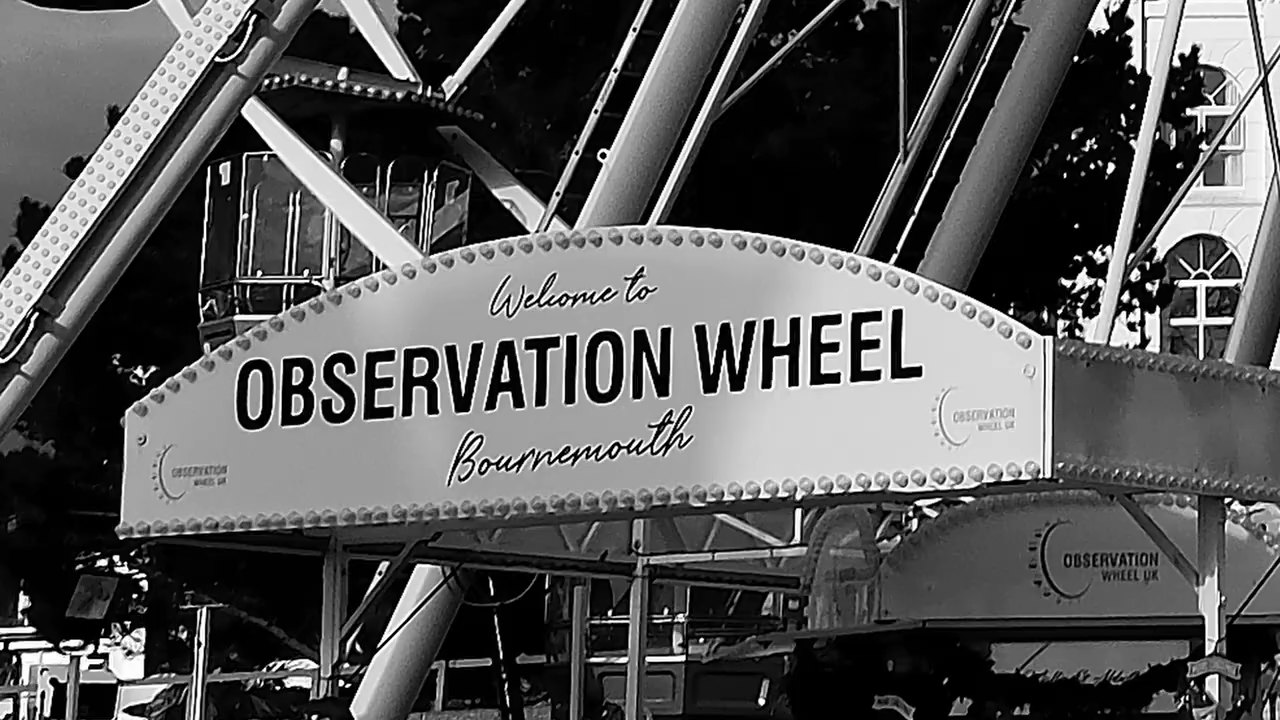 Welcome to
OBSERVATION WHEEL
Bournemouth
OBSERVATION
WHEEL UK
OBSERVATION
WHEEL UK
OBSERVATION
WHEEL UK